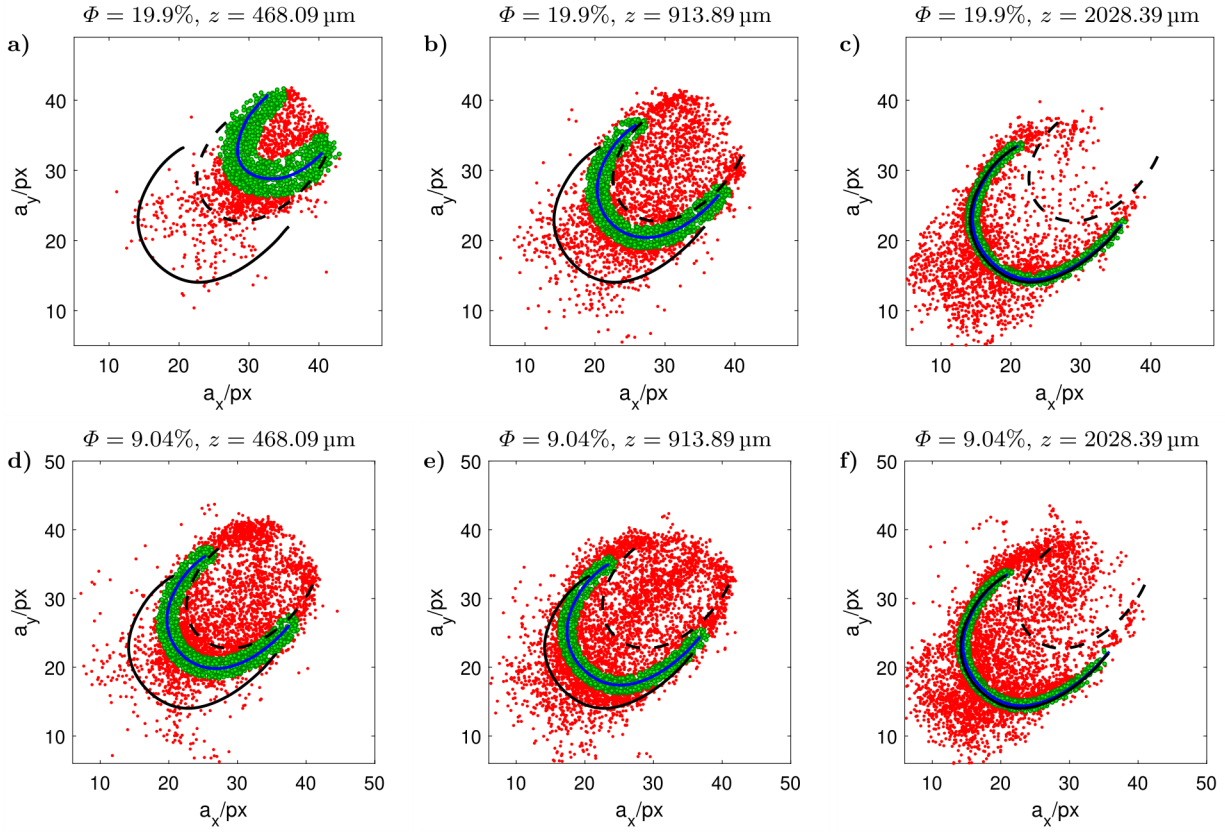 Φ = 19.9%, z = 468.09 μm
Φ = 19.9%, z = 913.89 μm
Φ = 19.9%, z = 2028.39 μm
a)
b)
c)
40
30
20
10
a_y/px
10 20 30 40
a_x/px
40
30
20
10
a_y/px
10 20 30 40
a_x/px
40
30
20
10
a_y/px
10 20 30 40
a_x/px
Φ = 9.04%, z = 468.09 μm
Φ = 9.04%, z = 913.89 μm
Φ = 9.04%, z = 2028.39 μm
d)
e)
f)
50
40
30
20
10
a_y/px
10 20 30 40 50
a_x/px
50
40
30
20
10
a_y/px
10 20 30 40 50
a_x/px
50
40
30
20
10
a_y/px
10 20 30 40 50
a_x/px